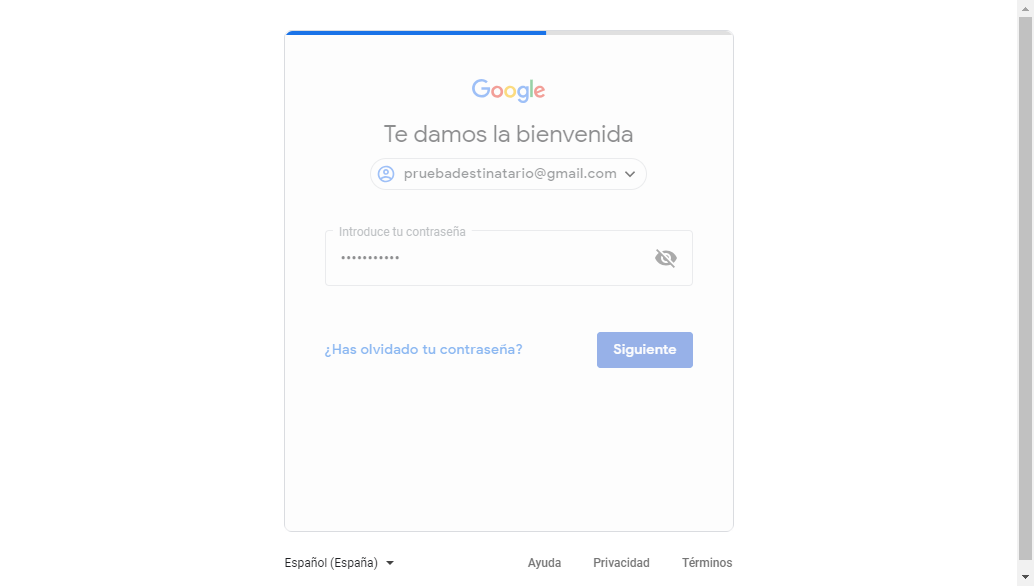 Google
Te damos la bienvenida
pruebadestinatario@gmail.com
Introduce tu contraseña
•••••••••••
¿Has olvidado tu contraseña?
Siguiente
Español (España)
Ayuda
Privacidad
Términos